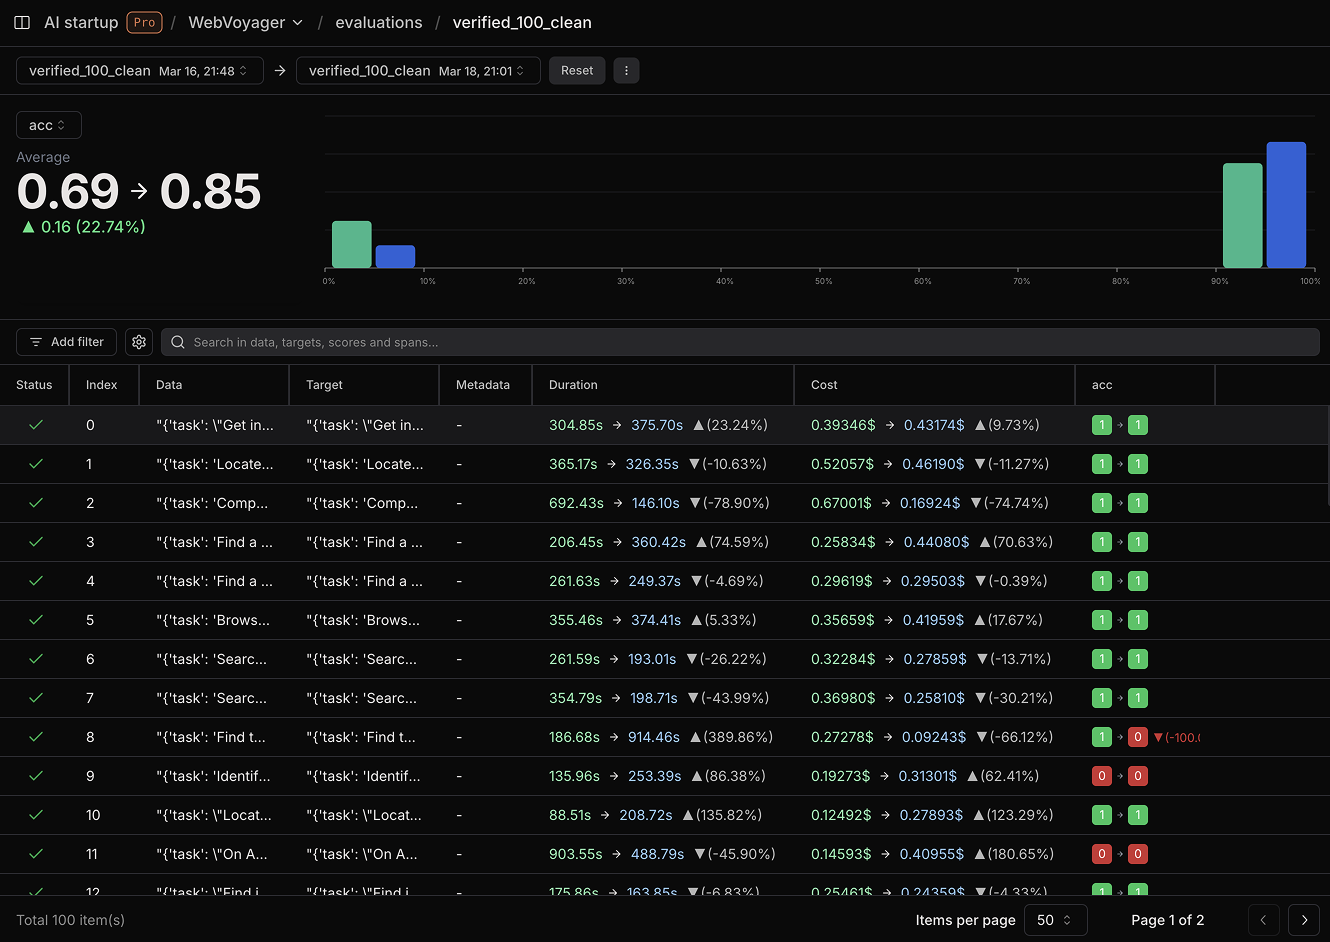 AI startup Pro / WebVoyager / evaluations / verified_100_clean
verified_100_clean Mar 16, 21:48 → verified_100_clean Mar 18, 21:01 Reset
acc
Average
0.69 → 0.85
▲ 0.16 (22.74%)
0% 10% 20% 30% 40% 50% 60% 70% 80% 90% 100%
Add filter Search in data, targets, scores and spans...
Status Index Data Target Metadata Duration Cost acc
0 "{'task': \"Get in... "{'task': \"Get in... - 304.85s → 375.70s ▲(23.24%) 0.39346$ → 0.43174$ ▲(9.73%) 1 → 1
1 "{'task': 'Locate... "{'task': 'Locate... - 365.17s → 326.35s ▼(-10.63%) 0.52057$ → 0.46190$ ▼(-11.27%) 1 → 1
2 "{'task': 'Comp... "{'task': 'Comp... - 692.43s → 146.10s ▼(-78.90%) 0.67001$ → 0.16924$ ▼(-74.74%) 1 → 1
3 "{'task': 'Find a ... "{'task': 'Find a ... - 206.45s → 360.42s ▲(74.59%) 0.25834$ → 0.44080$ ▲(70.63%) 1 → 1
4 "{'task': 'Find a ... "{'task': 'Find a ... - 261.63s → 249.37s ▼(-4.69%) 0.29619$ → 0.29503$ ▼(-0.39%) 1 → 1
5 "{'task': 'Brows... "{'task': 'Brows... - 355.46s → 374.41s ▲(5.33%) 0.35659$ → 0.41959$ ▲(17.67%) 1 → 1
6 "{'task': 'Searc... "{'task': 'Searc... - 261.59s → 193.01s ▼(-26.22%) 0.32284$ → 0.27859$ ▼(-13.71%) 1 → 1
7 "{'task': 'Searc... "{'task': 'Searc... - 354.79s → 198.71s ▼(-43.99%) 0.36980$ → 0.25810$ ▼(-30.21%) 1 → 1
8 "{'task': 'Find t... "{'task': 'Find t... - 186.68s → 914.46s ▲(389.86%) 0.27278$ → 0.09243$ ▼(-66.12%) 1 → 0 ▼(-100.
9 "{'task': 'Identif... "{'task': 'Identif... - 135.96s → 253.39s ▲(86.38%) 0.19273$ → 0.31301$ ▲(62.41%) 0 → 0
10 "{'task': \"Locat... "{'task': \"Locat... - 88.51s → 208.72s ▲(135.82%) 0.12492$ → 0.27893$ ▲(123.29%) 1 → 1
11 "{'task': \"On A... "{'task': \"On A... - 903.55s → 488.79s ▼(-45.90%) 0.14593$ → 0.40955$ ▲(180.65%) 0 → 0
12 "{'task': \"Find i "{'task': \"Find i - 175.86s → 163.85s ▼(-6.83%) 0.25461$ → 0.24359$ ▼(-4.33%) 1 → 1
Total 100 item(s) Items per page 50 Page 1 of 2